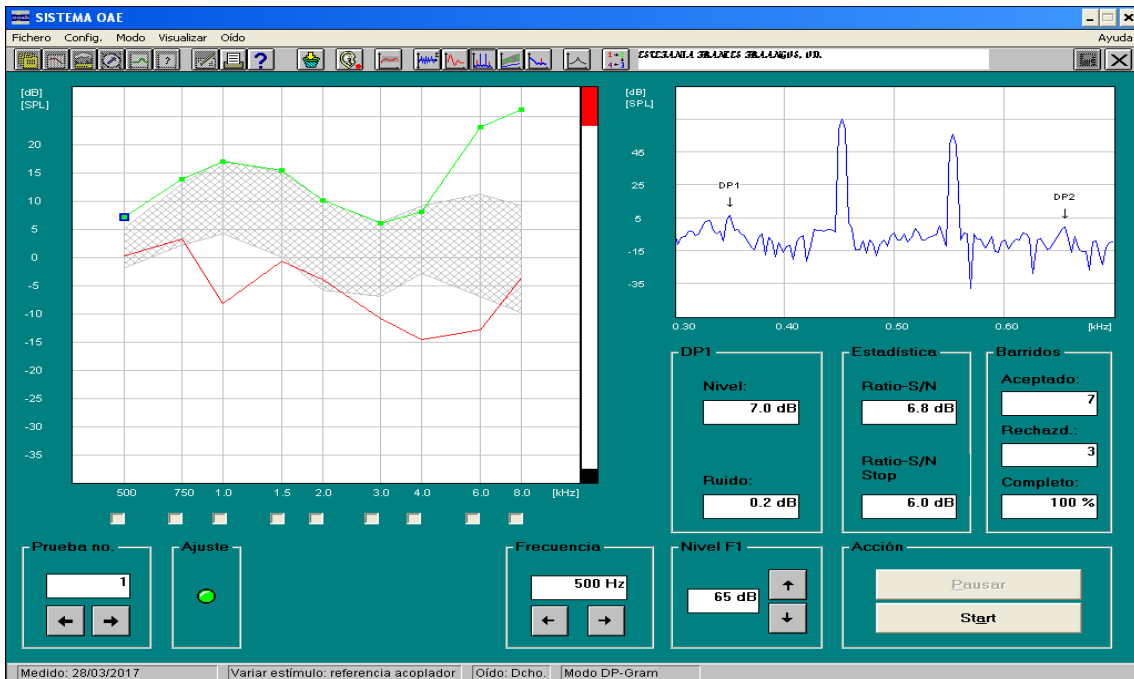 SISTEMA OAE
Fichero Config. Modo Visualizar Oído Ayuda
[dB]
[SPL]
20
15
10
5
0
-5
-10
-15
-20
-25
-30
-35
500 750 1.0 1.5 2.0 3.0 4.0 6.0 8.0 [kHz]
[dB]
[SPL]
45
25
5
-15
-35
DP1
DP2
0.30 0.40 0.50 0.60 [kHz]
DP1
Nivel:
7.0 dB
Ruido:
0.2 dB
Estadística
Ratio-S/N
6.8 dB
Ratio-S/N
Stop
6.0 dB
Barridos
Aceptado:
7
Rechazd.:
3
Completo:
100 %
Prueba no.
1
Ajuste
Frecuencia
500 Hz
Nivel F1
65 dB
Acción
Pausar
Start
Medido: 28/03/2017 Variar estímulo: referencia acoplador Oído: Dcho. Modo DP-Gram